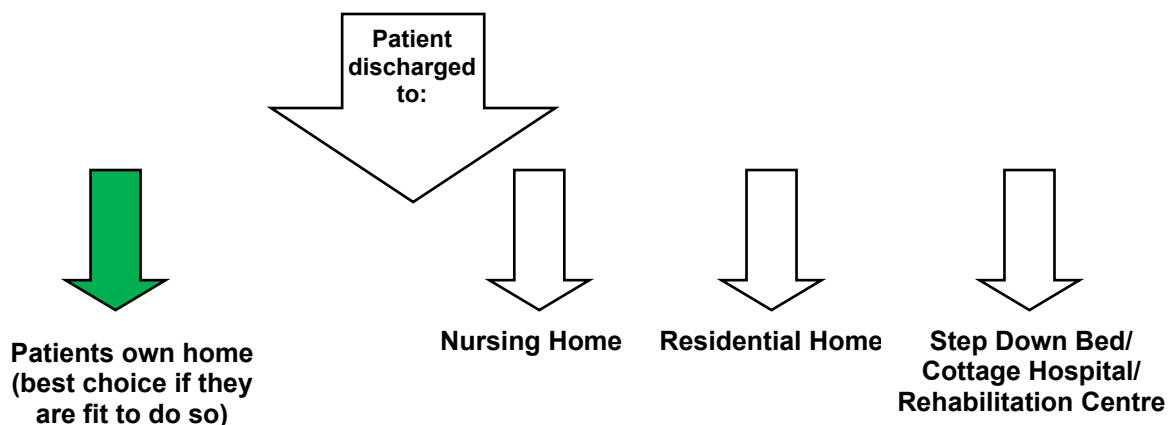 Patient
discharged
to:
Patients own home
(best choice if they
are fit to do so)
Nursing Home
Residential Home
Step Down Bed/
Cottage Hospital/
Rehabilitation Centre